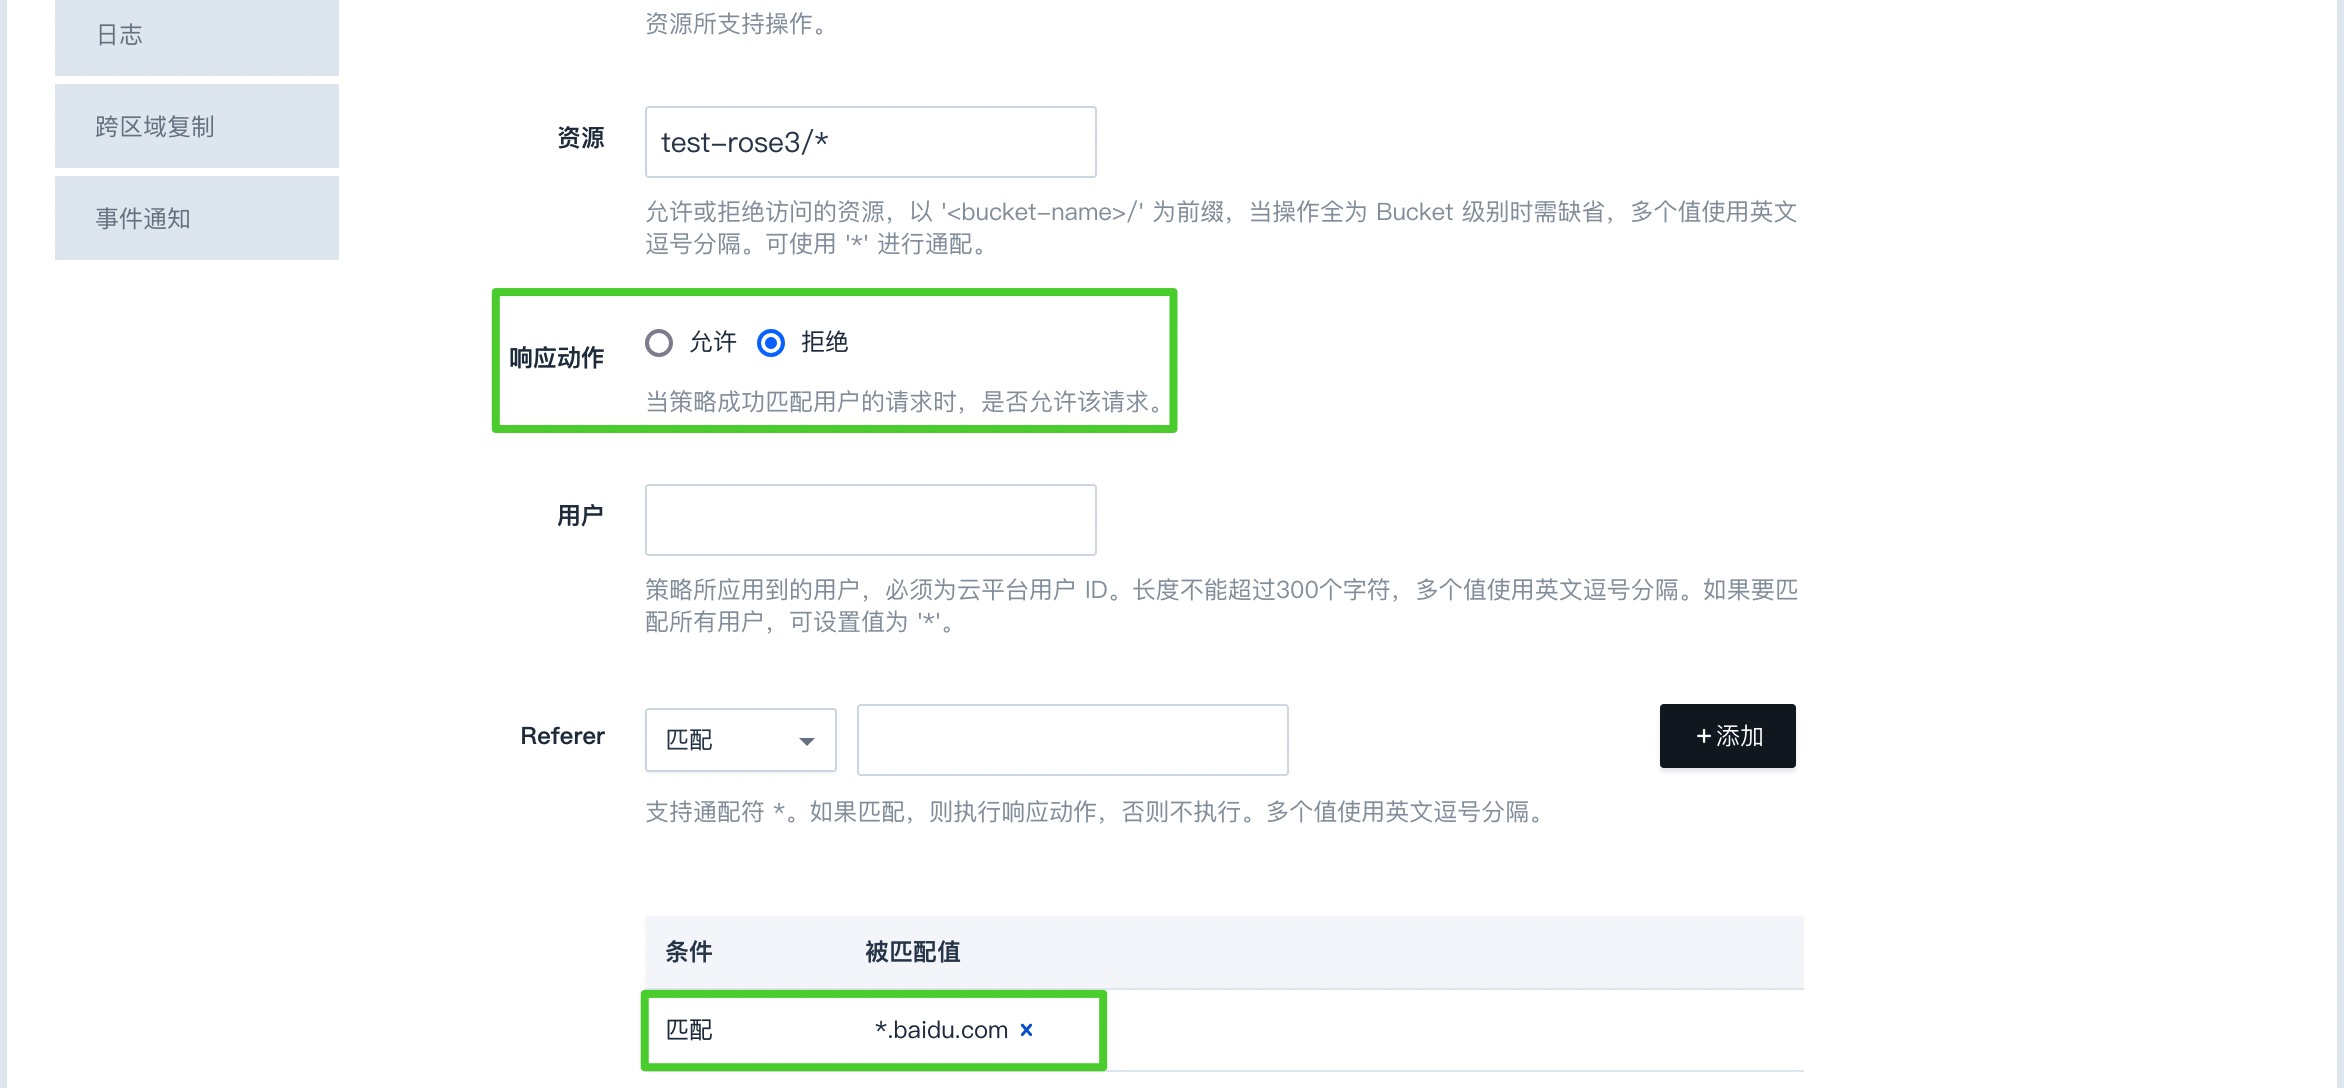 日志
跨区域复制
事件通知
资源所支持操作。
资源
test-rose3/*
允许或拒绝访问的资源，以 '<bucket-name>/' 为前缀，当操作全为 Bucket 级别时需缺省，多个值使用英文
逗号分隔。可使用 '*' 进行通配。
响应动作
允许 拒绝
当策略成功匹配用户的请求时，是否允许该请求。
用户
策略所应用到的用户，必须为云平台用户 ID。长度不能超过300个字符，多个值使用英文逗号分隔。如果要匹
配所有用户，可设置值为 '*'。
Referer
匹配
+添加
支持通配符 *。如果匹配，则执行响应动作，否则不执行。多个值使用英文逗号分隔。
条件 被匹配值
匹配 *.baidu.com ×